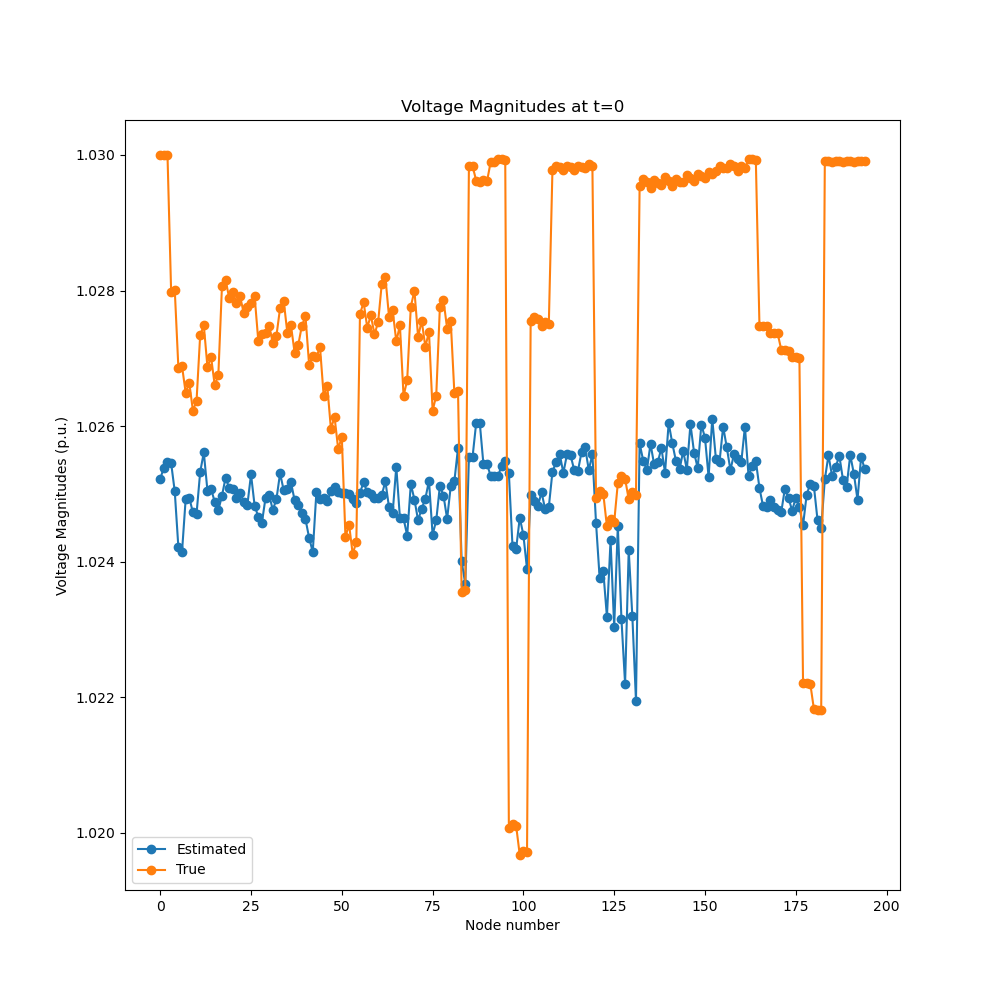 Voltage Magnitudes at t=0
Voltage Magnitudes (p.u.)
1.030
1.028
1.026
1.024
1.022
1.020
Estimated
True
0 25 50 75 100 125 150 175 200
Node number